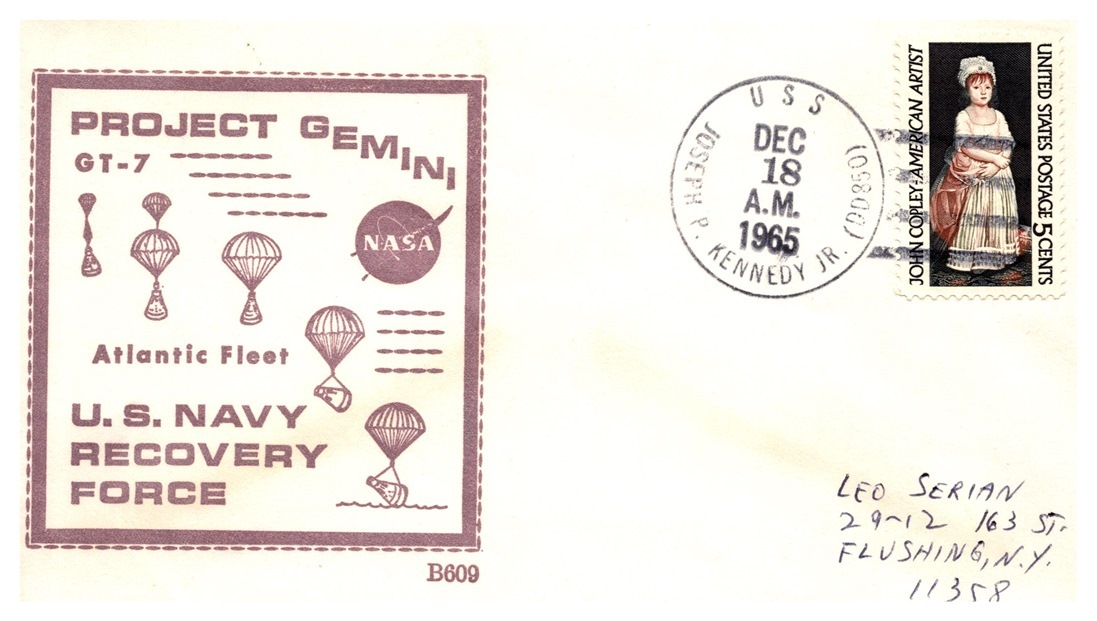 PROJECT GEMINI
GT-7
NASA
Atlantic Fleet
U.S. NAVY
RECOVERY
FORCE
B609
USS
JOSEPH P. KENNEDY JR. (DD850)
DEC
18
A.M.
1965
JOHN COPLEY·AMERICAN ARTIST
UNITED STATES POSTAGE 5 CENTS
LEO SERIAN
29-12 163 ST.
FLUSHING, N.Y.
11358